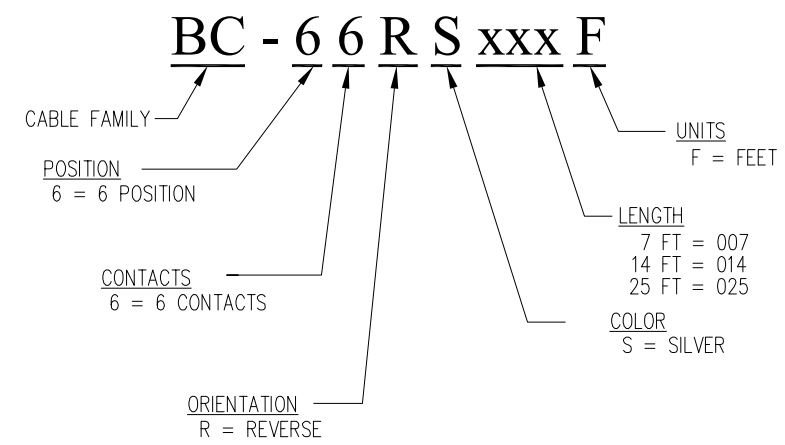 BC - 6 6 R S xxx F
CABLE FAMILY
UNITS
F = FEET
POSITION
6 = 6 POSITION
LENGTH
7 FT = 007
14 FT = 014
25 FT = 025
CONTACTS
6 = 6 CONTACTS
COLOR
S = SILVER
ORIENTATION
R = REVERSE